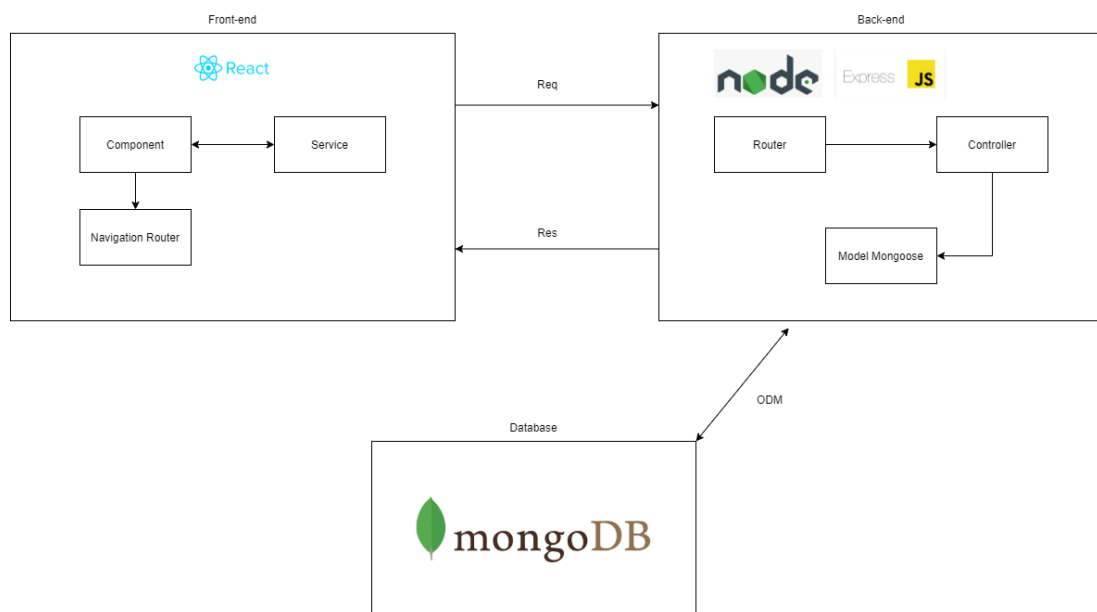 Front-end
Back-end
React
node
Express
JS
Req
Component
Service
Router
Controller
Navigation Router
Res
Model Mongoose
ODM
Database
mongoDB